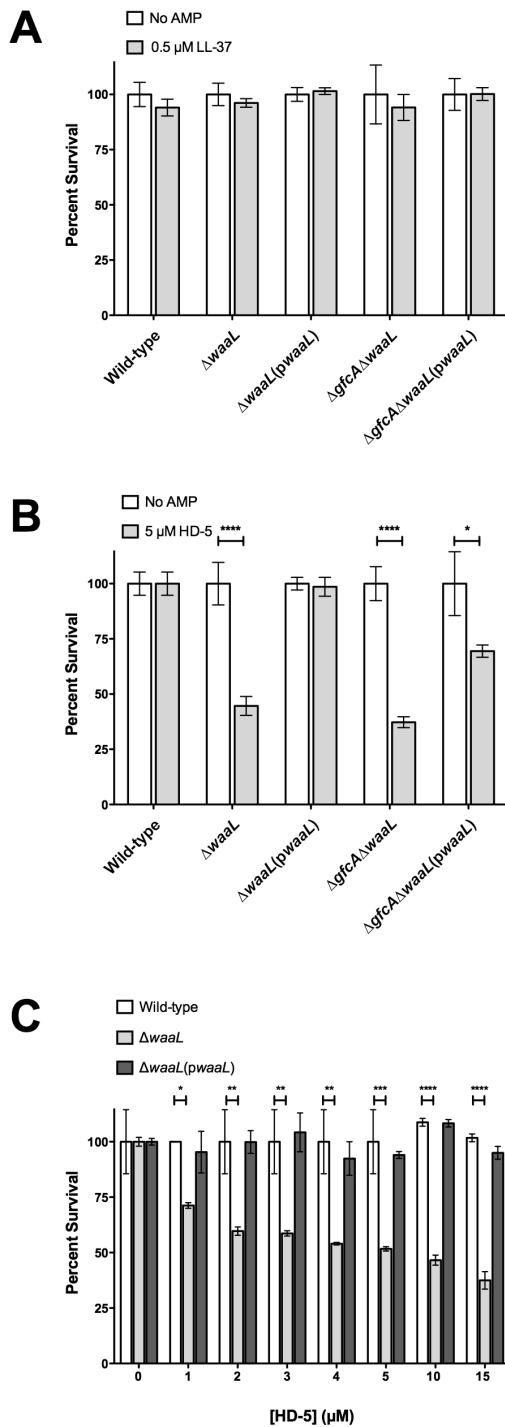 A
No AMP
0.5 µM LL-37
Percent Survival
100
75
50
25
0
Wild-type
ΔwaaL
ΔwaaL(pwaaL)
ΔgfcAΔwaaL
ΔgfcAΔwaaL(pwaaL)
B
No AMP
5 µM HD-5
**** **** *
Percent Survival
100
75
50
25
0
Wild-type
ΔwaaL
ΔwaaL(pwaaL)
ΔgfcAΔwaaL
ΔgfcAΔwaaL(pwaaL)
C
Wild-type
ΔwaaL
ΔwaaL(pwaaL)
* ** ** ** *** **** ****
Percent Survival
100
75
50
25
0
0 1 2 3 4 5 10 15
[HD-5] (µM)